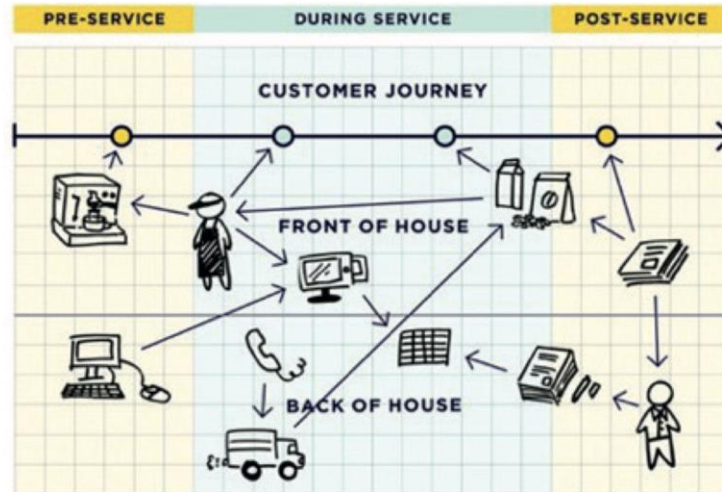 PRE-SERVICE DURING SERVICE POST-SERVICE
CUSTOMER JOURNEY
FRONT OF HOUSE
BACK OF HOUSE